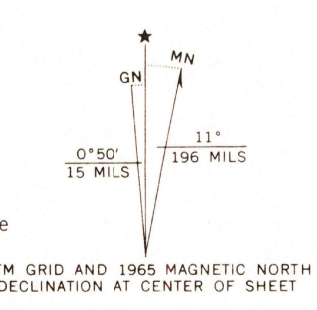 MN
GN
11°
196 MILS
0°50'
15 MILS
TM GRID AND 1965 MAGNETIC NORTH
DECLINATION AT CENTER OF SHEET